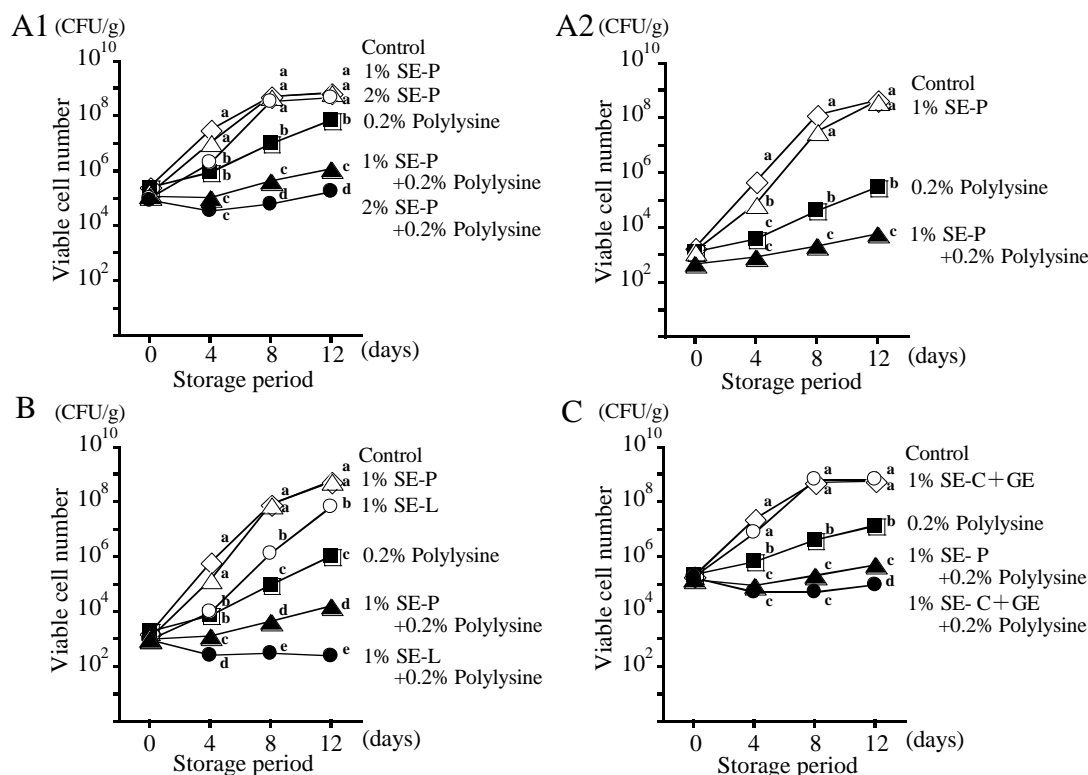 A1 (CFU/g)
10^10
10^8
10^6
10^4
10^2
Viable cell number
a
a
a
a
a
a
a
a
b
b
b
b
c
c
c
d
d
Control
1% SE-P
2% SE-P
0.2% Polylysine
1% SE-P
+0.2% Polylysine
2% SE-P
+0.2% Polylysine
0 4 8 12 (days)
Storage period
A2 (CFU/g)
10^10
10^8
10^6
10^4
10^2
Viable cell number
a
a
a
a
a
b
b
b
c
c
c
c
Control
1% SE-P
0.2% Polylysine
1% SE-P
+0.2% Polylysine
0 4 8 12 (days)
Storage period
B (CFU/g)
10^10
10^8
10^6
10^4
10^2
Viable cell number
a
a
a
a
a
a
b
b
b
b
c
c
c
d
d
d
e
e
Control
1% SE-P
1% SE-L
0.2% Polylysine
1% SE-P
+0.2% Polylysine
1% SE-L
+0.2% Polylysine
0 4 8 12 (days)
Storage period
C (CFU/g)
10^10
10^8
10^6
10^4
10^2
Viable cell number
a
a
a
a
a
a
b
b
b
c
c
c
c
c
d
Control
1% SE-C+GE
0.2% Polylysine
1% SE- P
+0.2% Polylysine
1% SE- C+GE
+0.2% Polylysine
0 4 8 12 (days)
Storage period